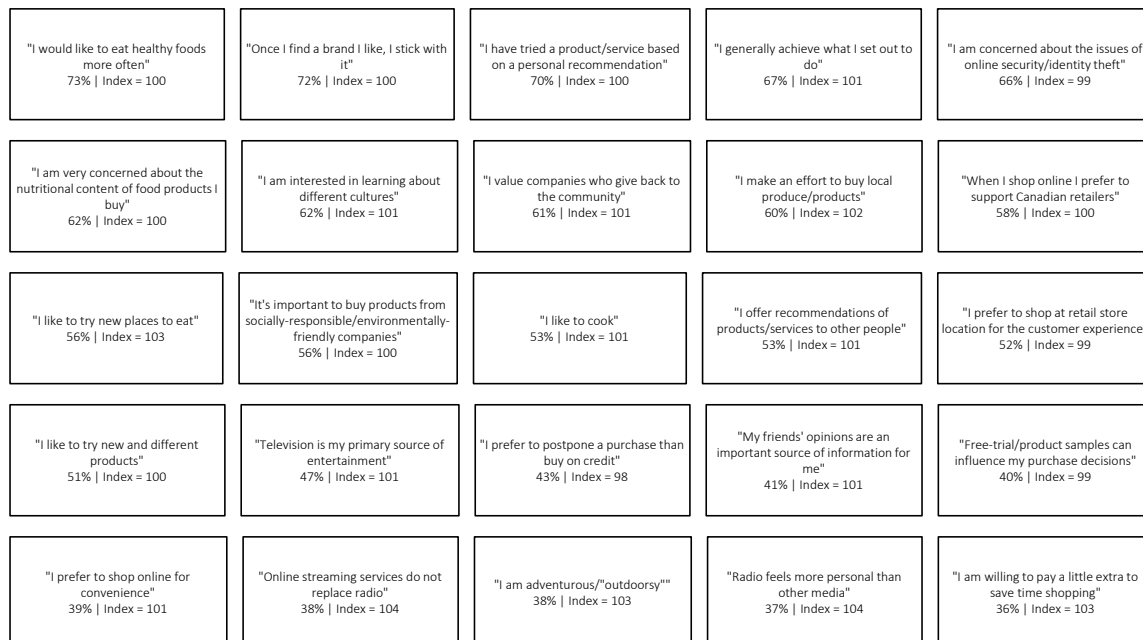 "I would like to eat healthy foods
more often"
73% | Index = 100
"Once I find a brand I like, I stick with
it"
72% | Index = 100
"I have tried a product/service based
on a personal recommendation"
70% | Index = 100
"I generally achieve what I set out to
do"
67% | Index = 101
"I am concerned about the issues of
online security/identity theft"
66% | Index = 99
"I am very concerned about the
nutritional content of food products I
buy"
62% | Index = 100
"I am interested in learning about
different cultures"
62% | Index = 101
"I value companies who give back to
the community"
61% | Index = 101
"I make an effort to buy local
produce/products"
60% | Index = 102
"When I shop online I prefer to
support Canadian retailers"
58% | Index = 100
"I like to try new places to eat"
56% | Index = 103
"It's important to buy products from
socially-responsible/environmentally-
friendly companies"
56% | Index = 100
"I like to cook"
53% | Index = 101
"I offer recommendations of
products/services to other people"
53% | Index = 101
"I prefer to shop at retail store
location for the customer experience
52% | Index = 99
"I like to try new and different
products"
51% | Index = 100
"Television is my primary source of
entertainment"
47% | Index = 101
"I prefer to postpone a purchase than
buy on credit"
43% | Index = 98
"My friends' opinions are an
important source of information for
me"
41% | Index = 101
"Free-trial/product samples can
influence my purchase decisions"
40% | Index = 99
"I prefer to shop online for
convenience"
39% | Index = 101
"Online streaming services do not
replace radio"
38% | Index = 104
"I am adventurous/"outdoorsy""
38% | Index = 103
"Radio feels more personal than
other media"
37% | Index = 104
"I am willing to pay a little extra to
save time shopping"
36% | Index = 103